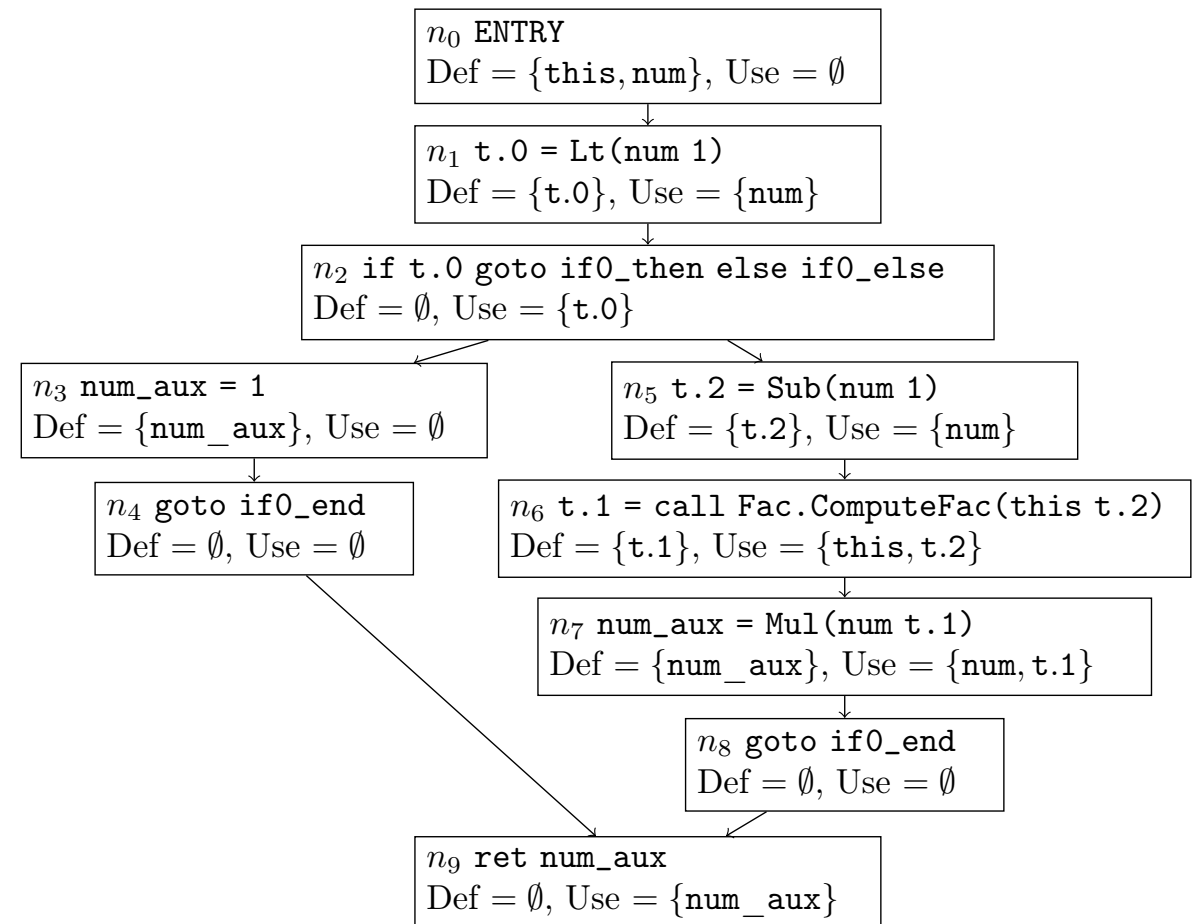 n₀ ENTRY
Def = {this, num}, Use = ∅
n₁ t.0 = Lt(num 1)
Def = {t.0}, Use = {num}
n₂ if t.0 goto if0_then else if0_else
Def = ∅, Use = {t.0}
n₃ num_aux = 1
Def = {num_aux}, Use = ∅
n₄ goto if0_end
Def = ∅, Use = ∅
n₅ t.2 = Sub(num 1)
Def = {t.2}, Use = {num}
n₆ t.1 = call Fac.ComputeFac(this t.2)
Def = {t.1}, Use = {this, t.2}
n₇ num_aux = Mul(num t.1)
Def = {num_aux}, Use = {num, t.1}
n₈ goto if0_end
Def = ∅, Use = ∅
n₉ ret num_aux
Def = ∅, Use = {num_aux}